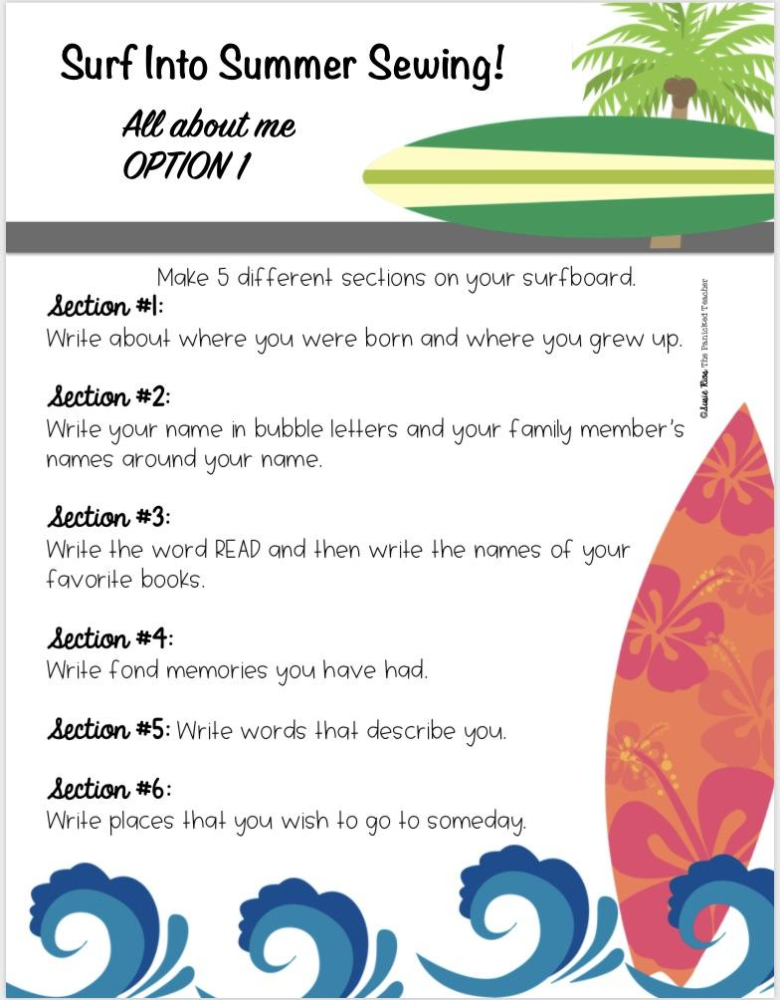 Surf Into Summer Sewing!
All about me
OPTION 1
Make 5 different sections on your surfboard.
Section #1:
Write about where you were born and where you grew up.
Section #2:
Write your name in bubble letters and your family member's
names around your name.
Section #3:
Write the word READ and then write the names of your
favorite books.
Section #4:
Write fond memories you have had.
Section #5: Write words that describe you.
Section #6:
Write places that you wish to go to someday.
©Susie Rios The Panicked Teacher